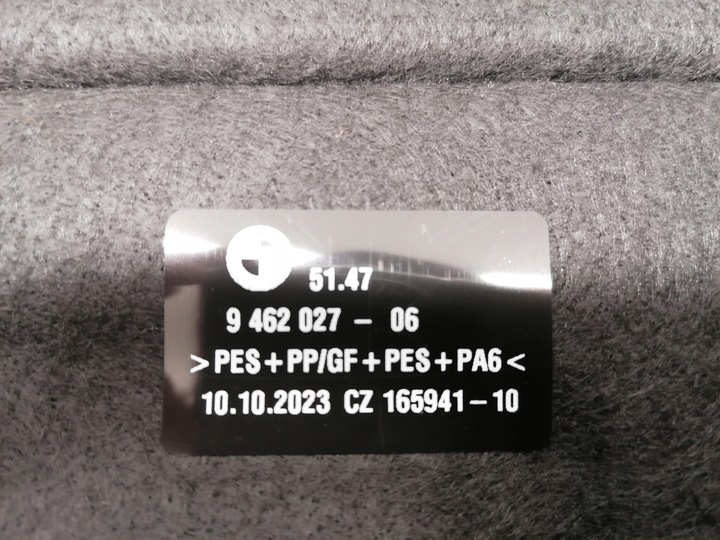 51.47
9 462 027 - 06
>PES+PP/GF+PES+PA6<
10.10.2023 CZ 165941-10